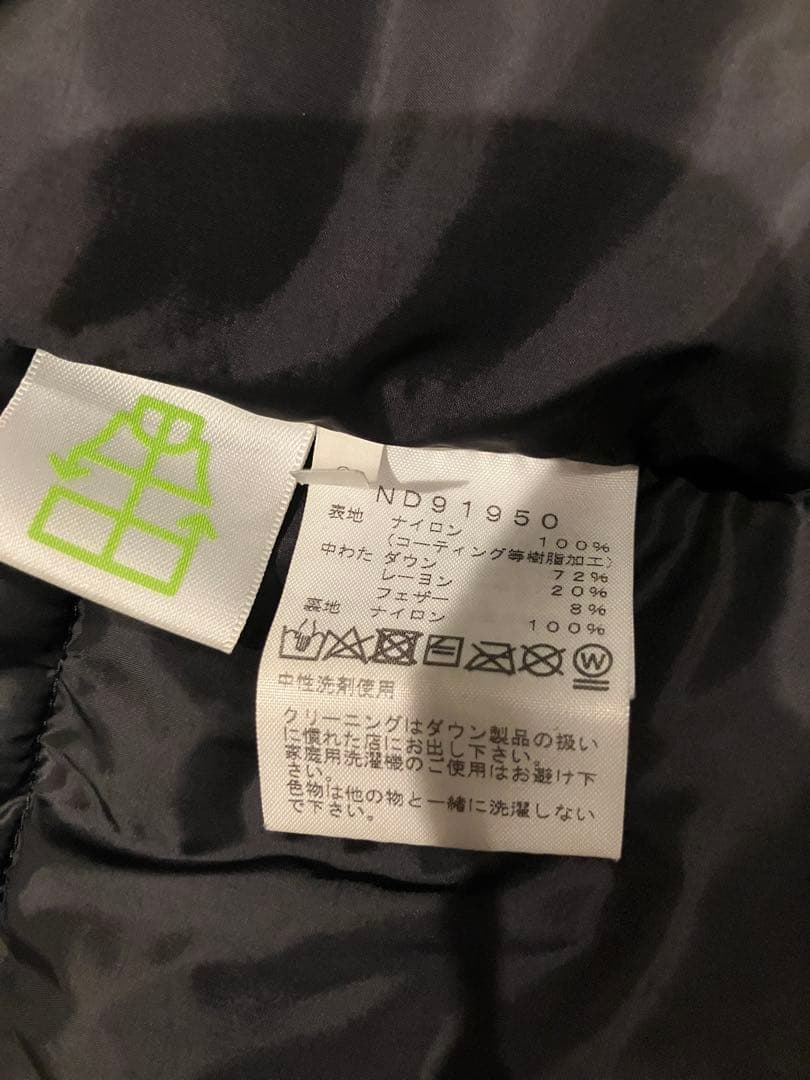 ND91950
表地 ナイロン 100%
(コーティング等樹脂加工)
中わた ダウン 72%
レーヨン 20%
フェザー 8%
裏地 ナイロン 100%
W
中性洗剤使用
クリーニングはダウン製品の扱い
に慣れた店にお出し下さい。
家庭用洗濯機のご使用はお避け下
さい。
色物は他の物と一緒に洗濯しない
で下さい。